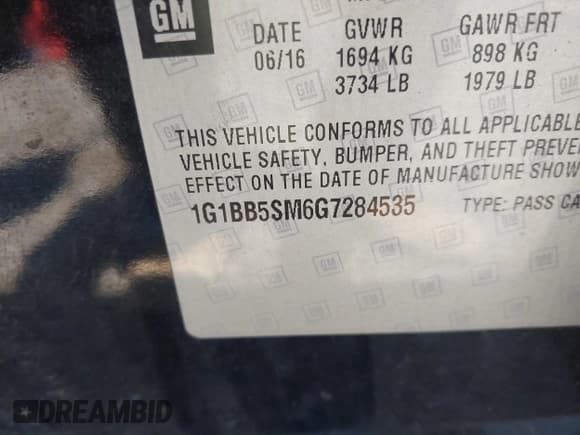 GM
DATE GVWR GAWR FRT
06/16 1694 KG 898 KG
3734 LB 1979 LB
THIS VEHICLE CONFORMS TO ALL APPLICABLE
VEHICLE SAFETY, BUMPER, AND THEFT PREVE
EFFECT ON THE DATE OF MANUFACTURE SHOW
1G1BB5SM6G7284535 TYPE: PASS CA
DREAMBID